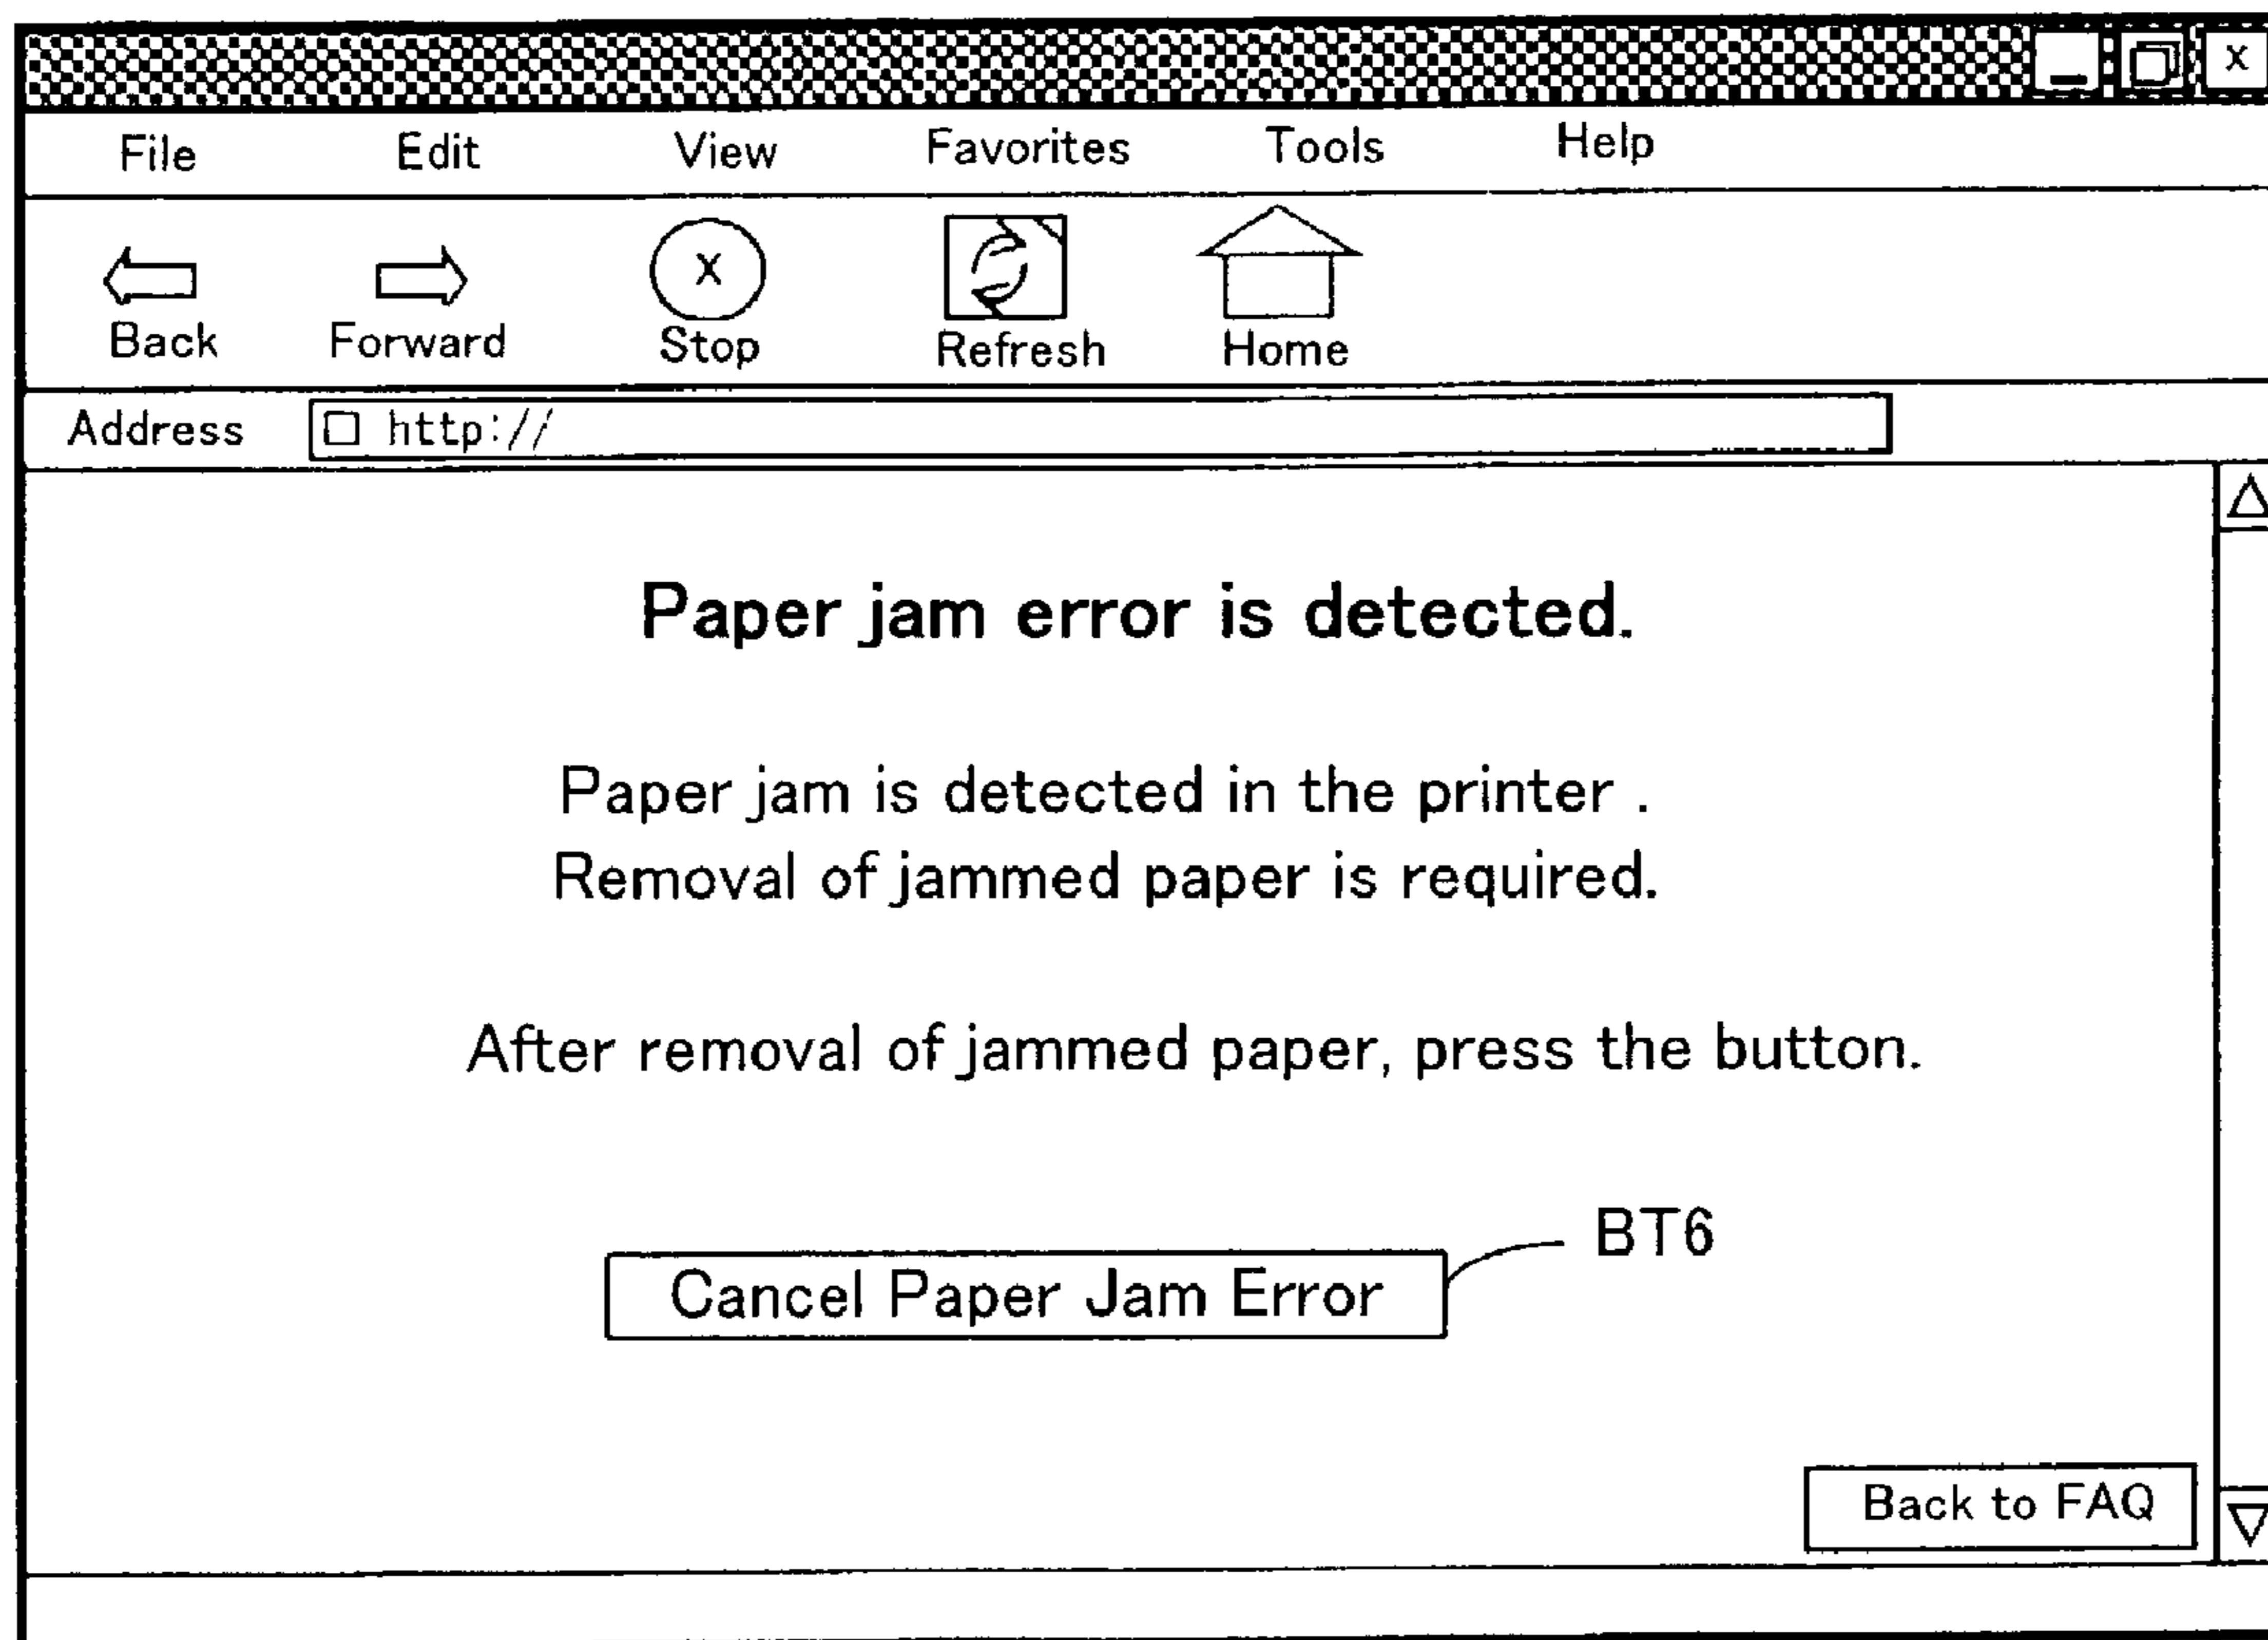 x
File Edit View Favorites Tools Help
x
Back Forward Stop Refresh Home
Address http://
Paper jam error is detected.
Paper jam is detected in the printer .
Removal of jammed paper is required.
After removal of jammed paper, press the button.
BT6
Cancel Paper Jam Error
Back to FAQ